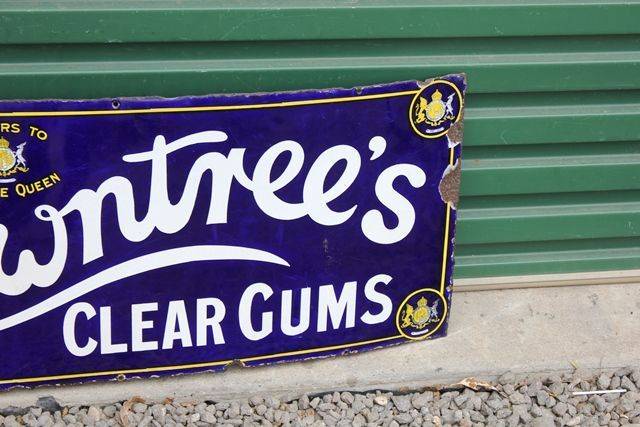 RS TO
E QUEEN
wntree's
CLEAR GUMS